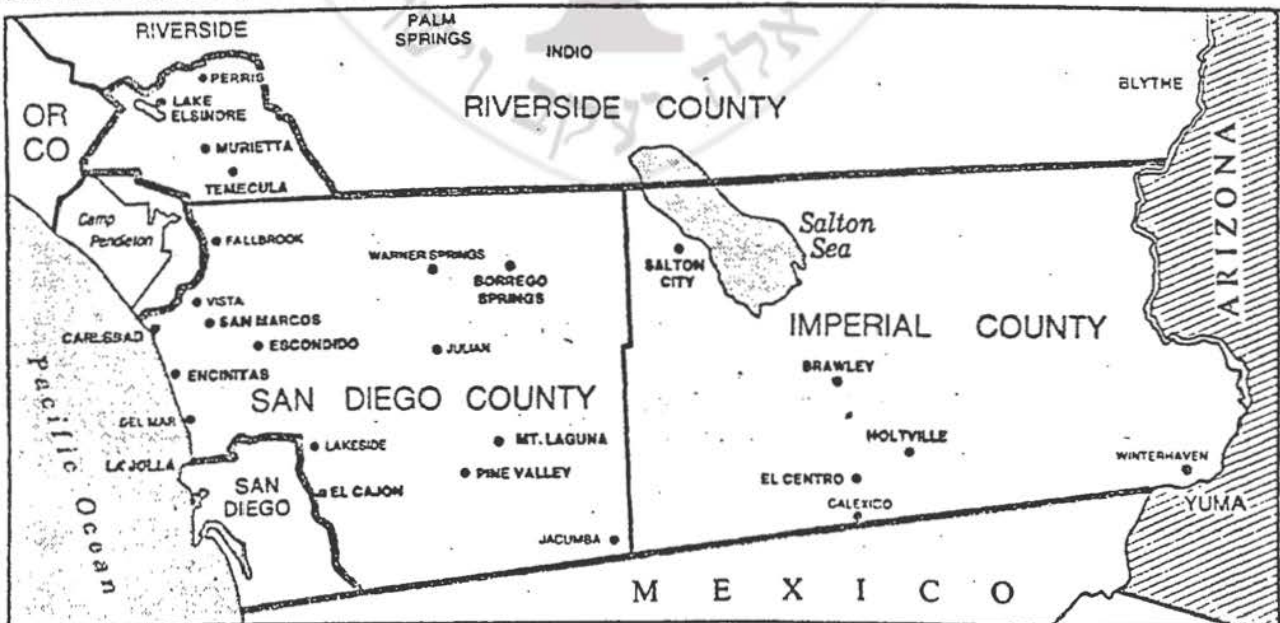 RIVERSIDE
PALM
SPRINGS
INDIO
PERRIS
LAKE
ELSINORE
RIVERSIDE COUNTY
BLYTHE
OR
CO
MURIETTA
TEMECULA
ARIZONA
Camp
Pendleton
FALLBROOK
WARNER SPRINGS
BORREGO
SPRINGS
SALTON
CITY
Salton
Sea
VISTA
SAN MARCOS
CARLSBAD
ESCONDIDO
JULIAN
IMPERIAL COUNTY
BRAWLEY
ENCINITAS
SAN DIEGO COUNTY
Pacific Ocean
DEL MAR
LAKESIDE
MT. LAGUNA
HOLTVILLE
LA JOLLA
SAN
DIEGO
PINE VALLEY
EL CAJON
EL CENTRO
WINTERHAVEN
CALEXICO
YUMA
JACUMBA
MEXICO